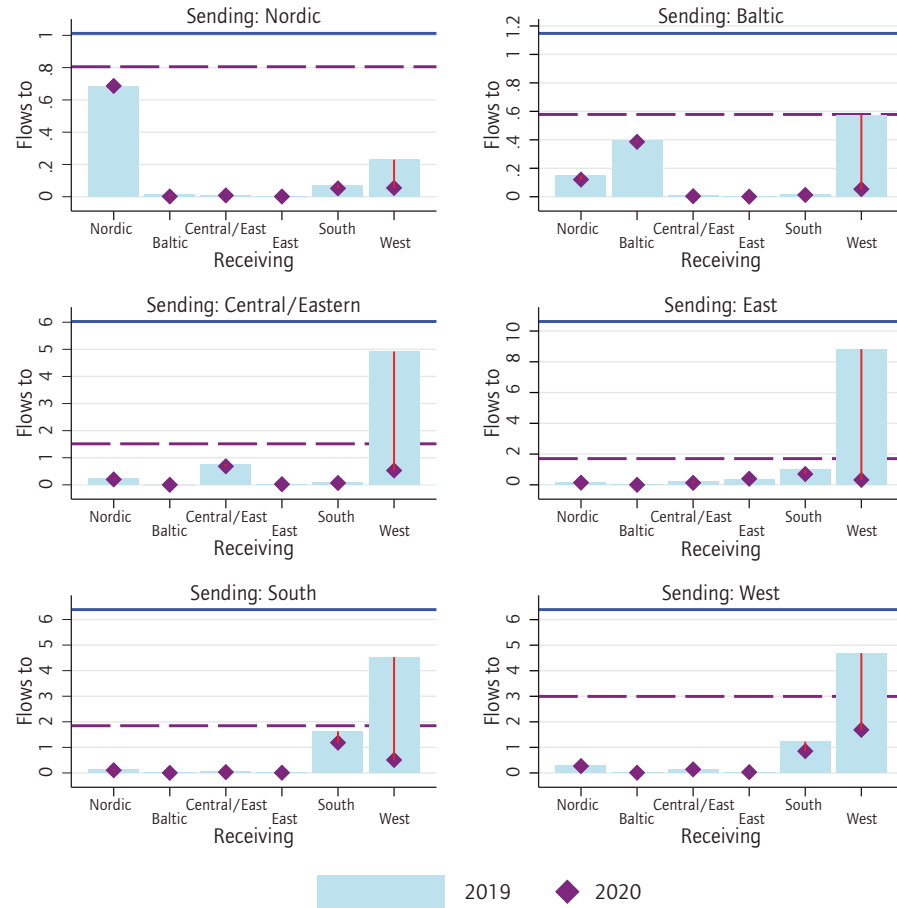 Sending: Nordic
Flows to
1
.8
.6
.4
.2
0
Nordic
Baltic
Central/East
East
South
West
Receiving
Sending: Baltic
Flows to
1.2
1
.8
.6
.4
.2
0
Nordic
Baltic
Central/East
East
South
West
Receiving
Sending: Central/Eastern
Flows to
6
5
4
3
2
1
0
Nordic
Baltic
Central/East
East
South
West
Receiving
Sending: East
Flows to
10
8
6
4
2
0
Nordic
Baltic
Central/East
East
South
West
Receiving
Sending: South
Flows to
6
5
4
3
2
1
0
Nordic
Baltic
Central/East
East
South
West
Receiving
Sending: West
Flows to
6
5
4
3
2
1
0
Nordic
Baltic
Central/East
East
South
West
Receiving
2019
2020